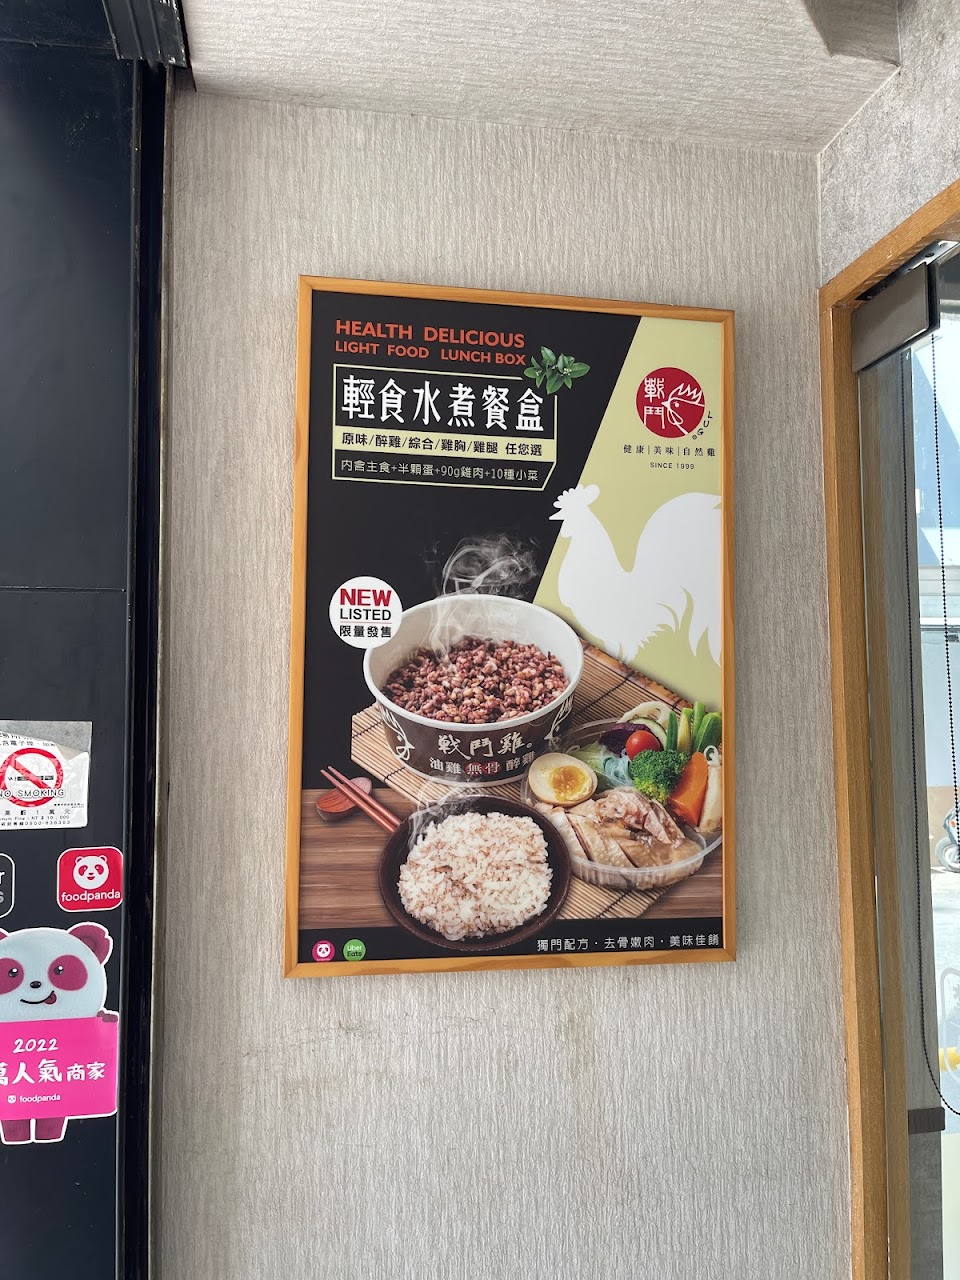 HEALTH DELICIOUS
LIGHT FOOD LUNCH BOX
輕食水煮餐盒
原味/醉雞/綜合/雞胸/雞腿 任您選
內含主食+半顆蛋+90g雞肉+10種小菜
戰鬥
LUG
健康|美味|自然雞
SINCE 1999
NEW
LISTED
限量發售
戰鬥雞。
油雞 無骨 醉雞
Uber
Eats
獨門配方・去骨嫩肉・美味佳餚
NO SMOKING
foodpanda
2022
萬人氣商家
foodpanda